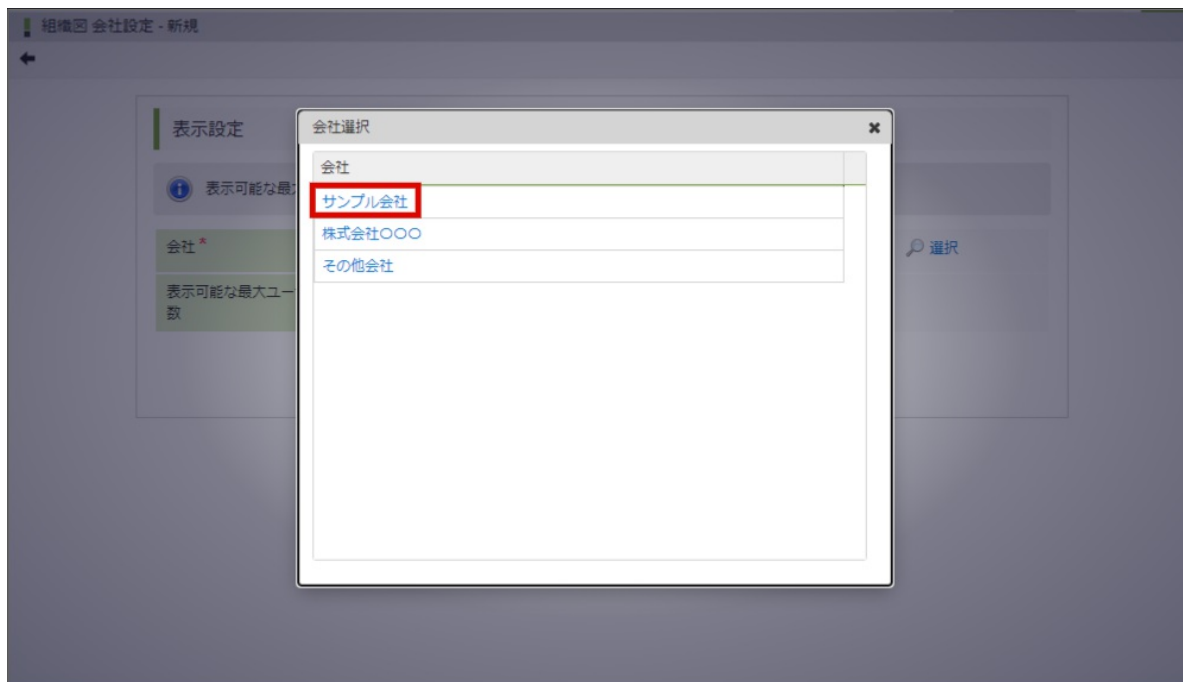 組織図 会社設定 - 新規
表示設定
会社選択
会社
表示可能な最
サンプル会社
株式会社〇〇〇
会社*
選択
その他会社
表示可能な最大ユー
数